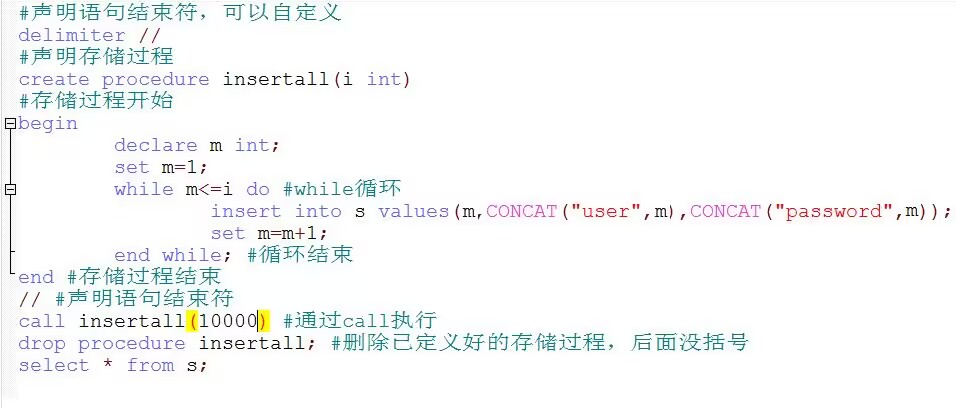 #声明语句结束符，可以自定义
delimiter //
#声明存储过程
create procedure insertall(i int)
#存储过程开始
begin
declare m int;
set m=1;
while m<=i do #while循环
insert into s values(m,CONCAT("user",m),CONCAT("password",m));
set m=m+1;
end while; #循环结束
end #存储过程结束
// #声明语句结束符
call insertall(10000) #通过call执行
drop procedure insertall; #删除已定义好的存储过程，后面没括号
select * from s;